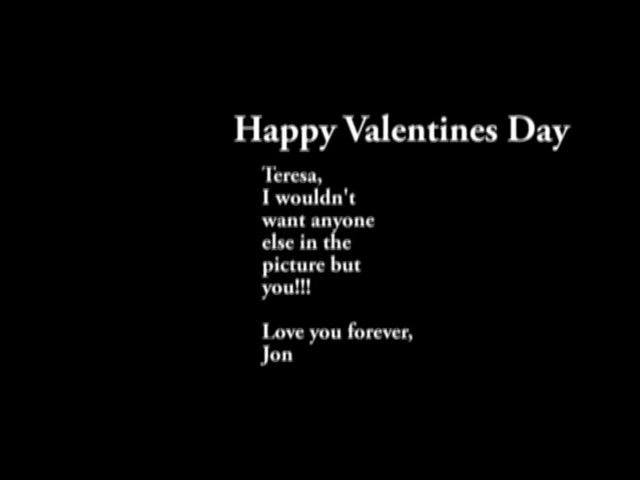 Happy Valentines Day
Teresa,
I wouldn't
want anyone
else in the
picture but
you!!!
Love you forever,
Jon